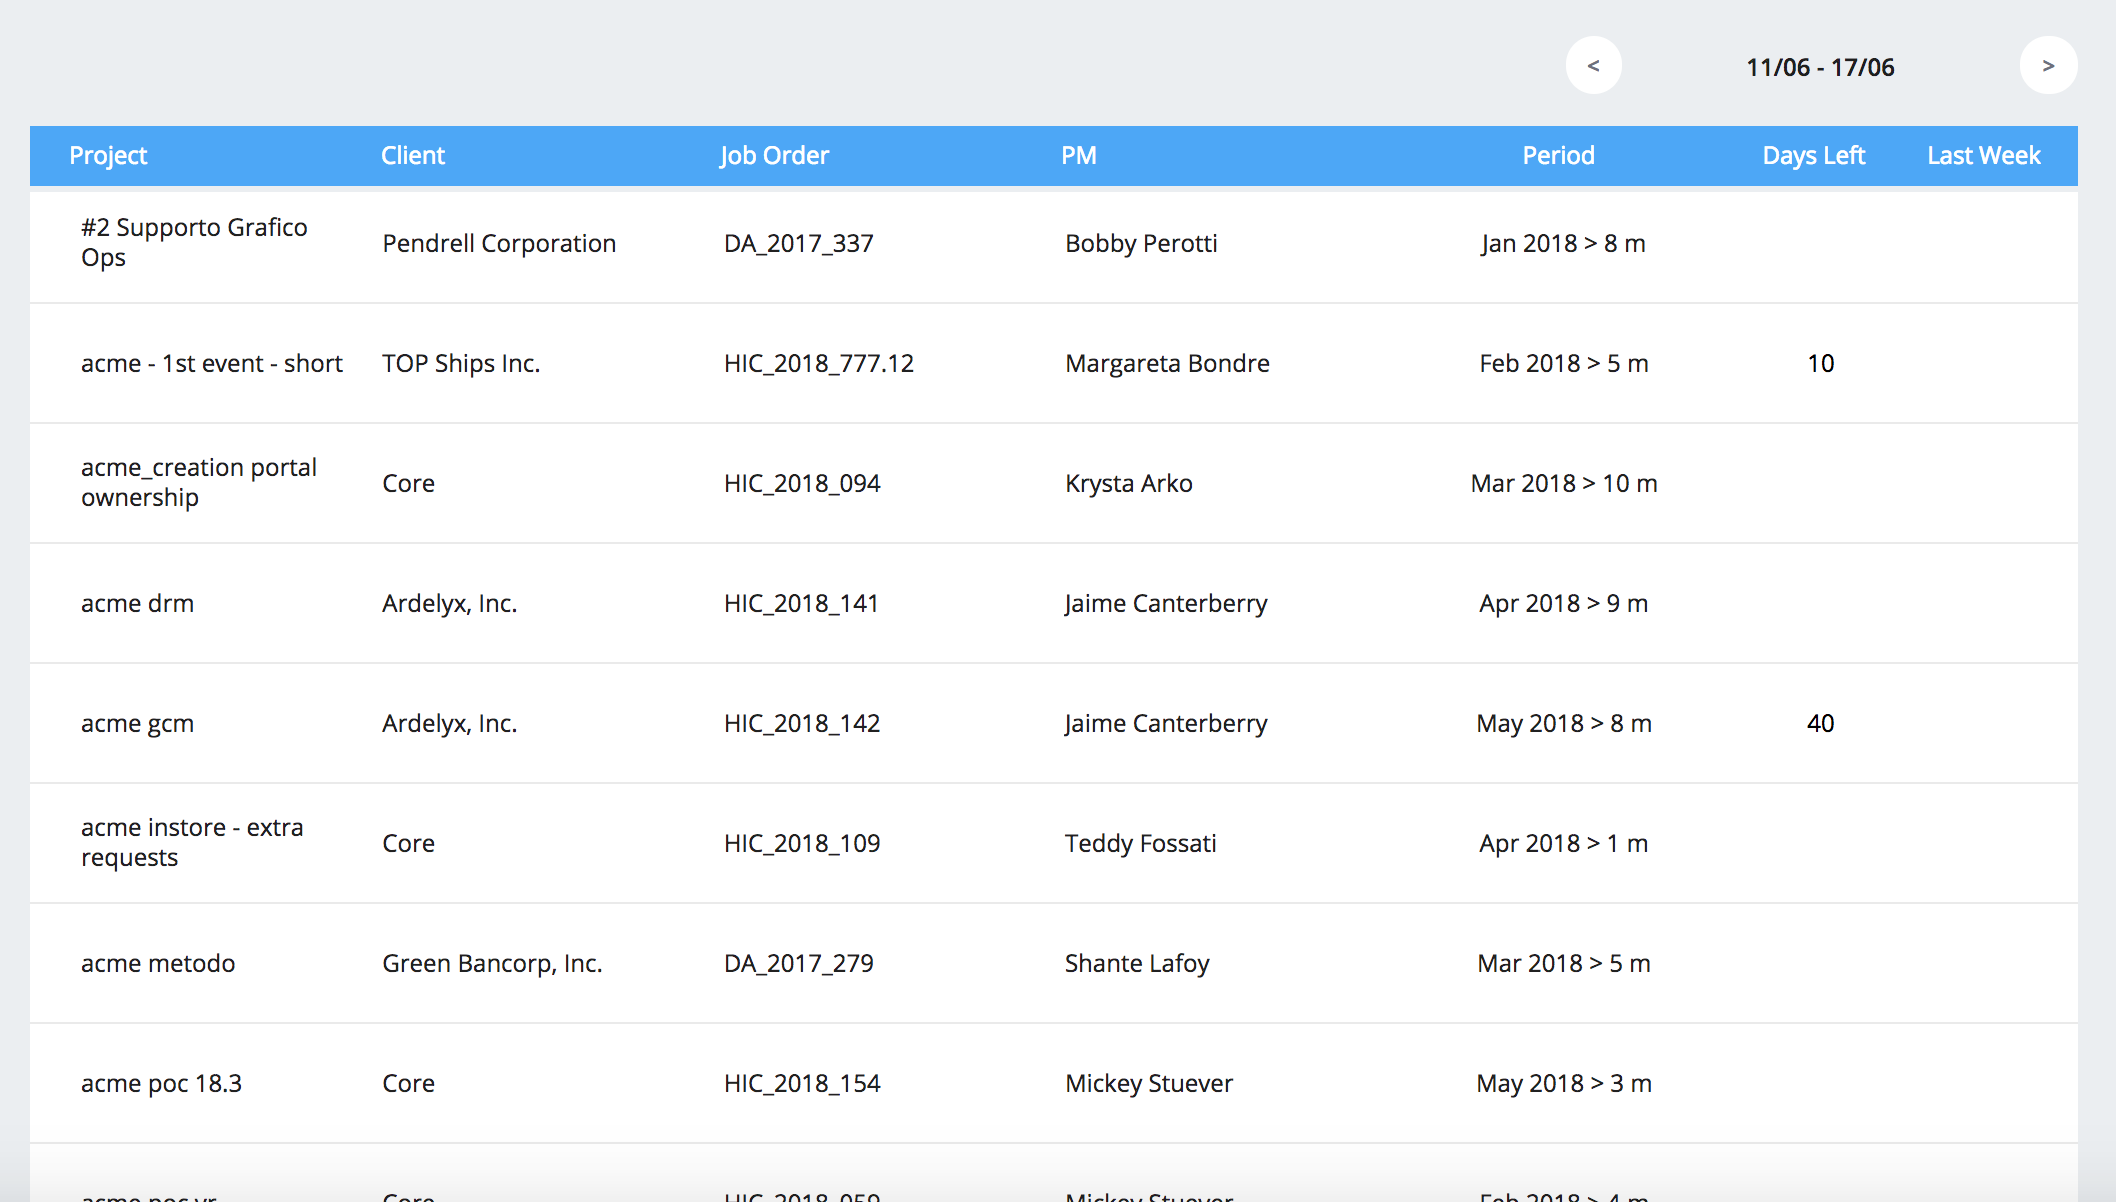 < 11/06 - 17/06 >
Project Client Job Order PM Period Days Left Last Week
#2 Supporto Grafico
Ops
Pendrell Corporation DA_2017_337 Bobby Perotti Jan 2018 > 8 m
acme - 1st event - short TOP Ships Inc. HIC_2018_777.12 Margareta Bondre Feb 2018 > 5 m 10
acme_creation portal
ownership
Core HIC_2018_094 Krysta Arko Mar 2018 > 10 m
acme drm Ardelyx, Inc. HIC_2018_141 Jaime Canterberry Apr 2018 > 9 m
acme gcm Ardelyx, Inc. HIC_2018_142 Jaime Canterberry May 2018 > 8 m 40
acme instore - extra
requests
Core HIC_2018_109 Teddy Fossati Apr 2018 > 1 m
acme metodo Green Bancorp, Inc. DA_2017_279 Shante Lafoy Mar 2018 > 5 m
acme poc 18.3 Core HIC_2018_154 Mickey Stuever May 2018 > 3 m
acme poc vr Core HIC_2018_059 Mickey Stuever Feb 2018 > 4 m